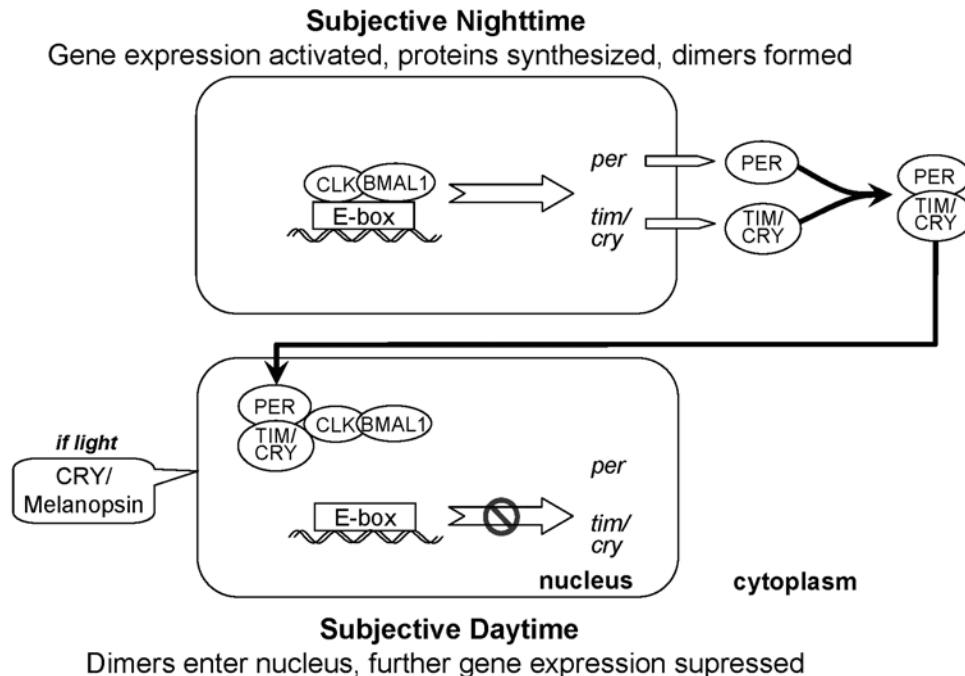 Subjective Nighttime
Gene expression activated, proteins synthesized, dimers formed
CLK BMAL1
E-box
per
tim/
cry
PER
TIM/
CRY
PER
TIM/
CRY
PER
TIM/
CRY
CLK BMAL1
if light
CRY/
Melanopsin
E-box
per
tim/
cry
nucleus
cytoplasm
Subjective Daytime
Dimers enter nucleus, further gene expression supressed